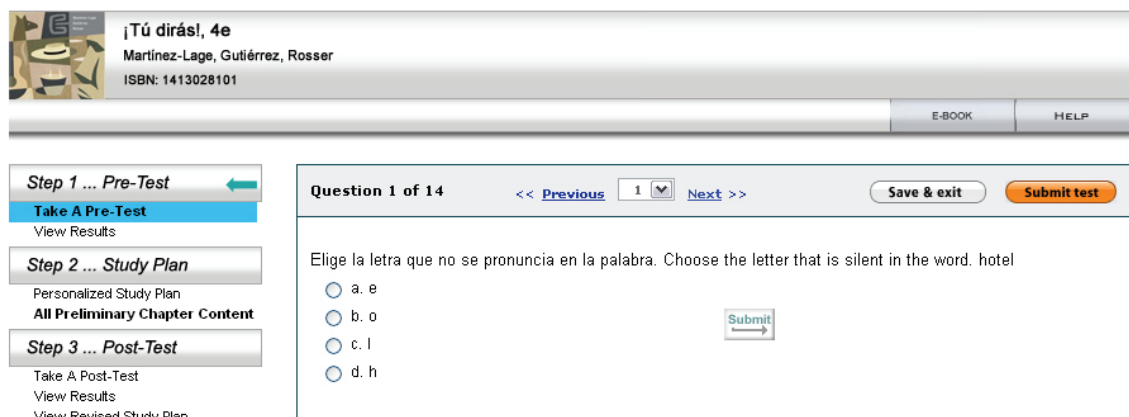 ¡Tú dirás!, 4e
Martínez-Lage, Gutiérrez, Rosser
ISBN: 1413028101
E-BOOK HELP
Step 1 ... Pre-Test
Take A Pre-Test
View Results
Step 2 ... Study Plan
Personalized Study Plan
All Preliminary Chapter Content
Step 3 ... Post-Test
Take A Post-Test
View Results
View Revised Study Plan
Question 1 of 14 << Previous 1 Next >> Save & exit Submit test
Elige la letra que no se pronuncia en la palabra. Choose the letter that is silent in the word. hotel
a. e
b. o
c. l
d. h
Submit